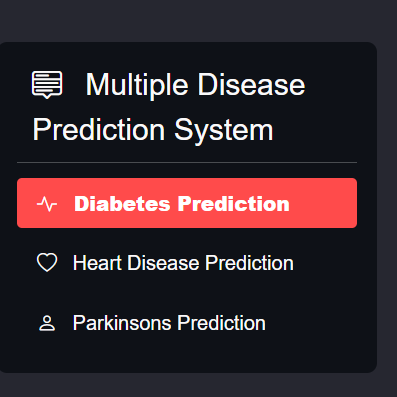 Multiple Disease
Prediction System
Diabetes Prediction
Heart Disease Prediction
Parkinsons Prediction